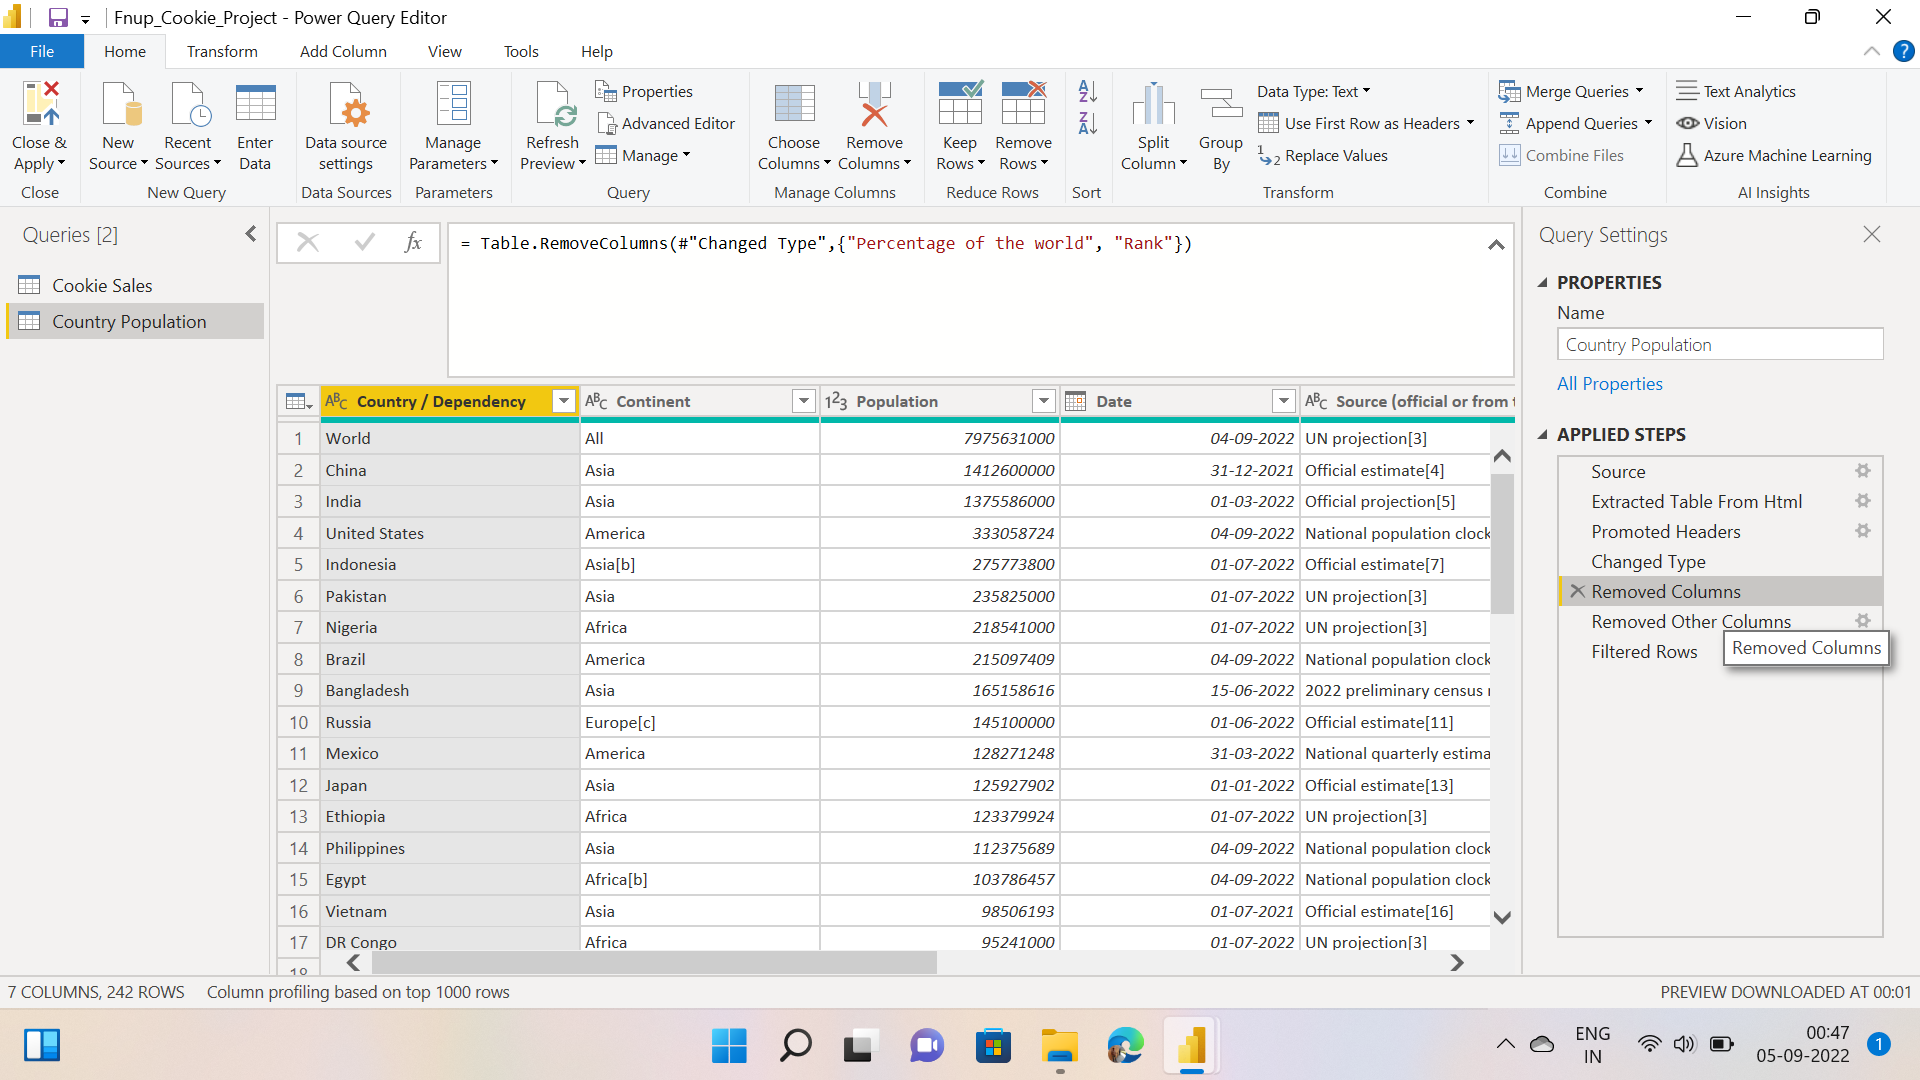 Fnup_Cookie_Project - Power Query Editor
File Home Transform Add Column View Tools Help
Close & Apply
New Source
Recent Sources
Enter Data
Data source settings
Manage Parameters
Refresh Preview
Properties
Advanced Editor
Manage
Choose Columns
Remove Columns
Keep Rows
Remove Rows
Split Column
Group By
Data Type: Text
Use First Row as Headers
Replace Values
Merge Queries
Append Queries
Combine Files
Text Analytics
Vision
Azure Machine Learning
Close New Query Data Sources Parameters Query Manage Columns Reduce Rows Sort Transform Combine AI Insights
Queries [2]
Cookie Sales
Country Population
fx
= Table.RemoveColumns(#"Changed Type",{"Percentage of the world", "Rank"})
ABC Country / Dependency ABC Continent 123 Population Date ABC Source (official or from
1 World All 7975631000 04-09-2022 UN projection[3]
2 China Asia 1412600000 31-12-2021 Official estimate[4]
3 India Asia 1375586000 01-03-2022 Official projection[5]
4 United States America 333058724 04-09-2022 National population clock
5 Indonesia Asia[b] 275773800 01-07-2022 Official estimate[7]
6 Pakistan Asia 235825000 01-07-2022 UN projection[3]
7 Nigeria Africa 218541000 01-07-2022 UN projection[3]
8 Brazil America 215097409 04-09-2022 National population clock
9 Bangladesh Asia 165158616 15-06-2022 2022 preliminary census
10 Russia Europe[c] 145100000 01-06-2022 Official estimate[11]
11 Mexico America 128271248 31-03-2022 National quarterly estima
12 Japan Asia 125927902 01-01-2022 Official estimate[13]
13 Ethiopia Africa 123379924 01-07-2022 UN projection[3]
14 Philippines Asia 112375689 04-09-2022 National population clock
15 Egypt Africa[b] 103786457 04-09-2022 National population clock
16 Vietnam Asia 98506193 01-07-2021 Official estimate[16]
17 DR Congo Africa 95241000 01-07-2022 UN projection[3]
18
Query Settings
PROPERTIES
Name
Country Population
All Properties
APPLIED STEPS
Source
Extracted Table From Html
Promoted Headers
Changed Type
Removed Columns
Removed Other Columns
Filtered Rows
Removed Columns
7 COLUMNS, 242 ROWS Column profiling based on top 1000 rows
PREVIEW DOWNLOADED AT 00:01
ENG
IN
00:47
05-09-2022
1